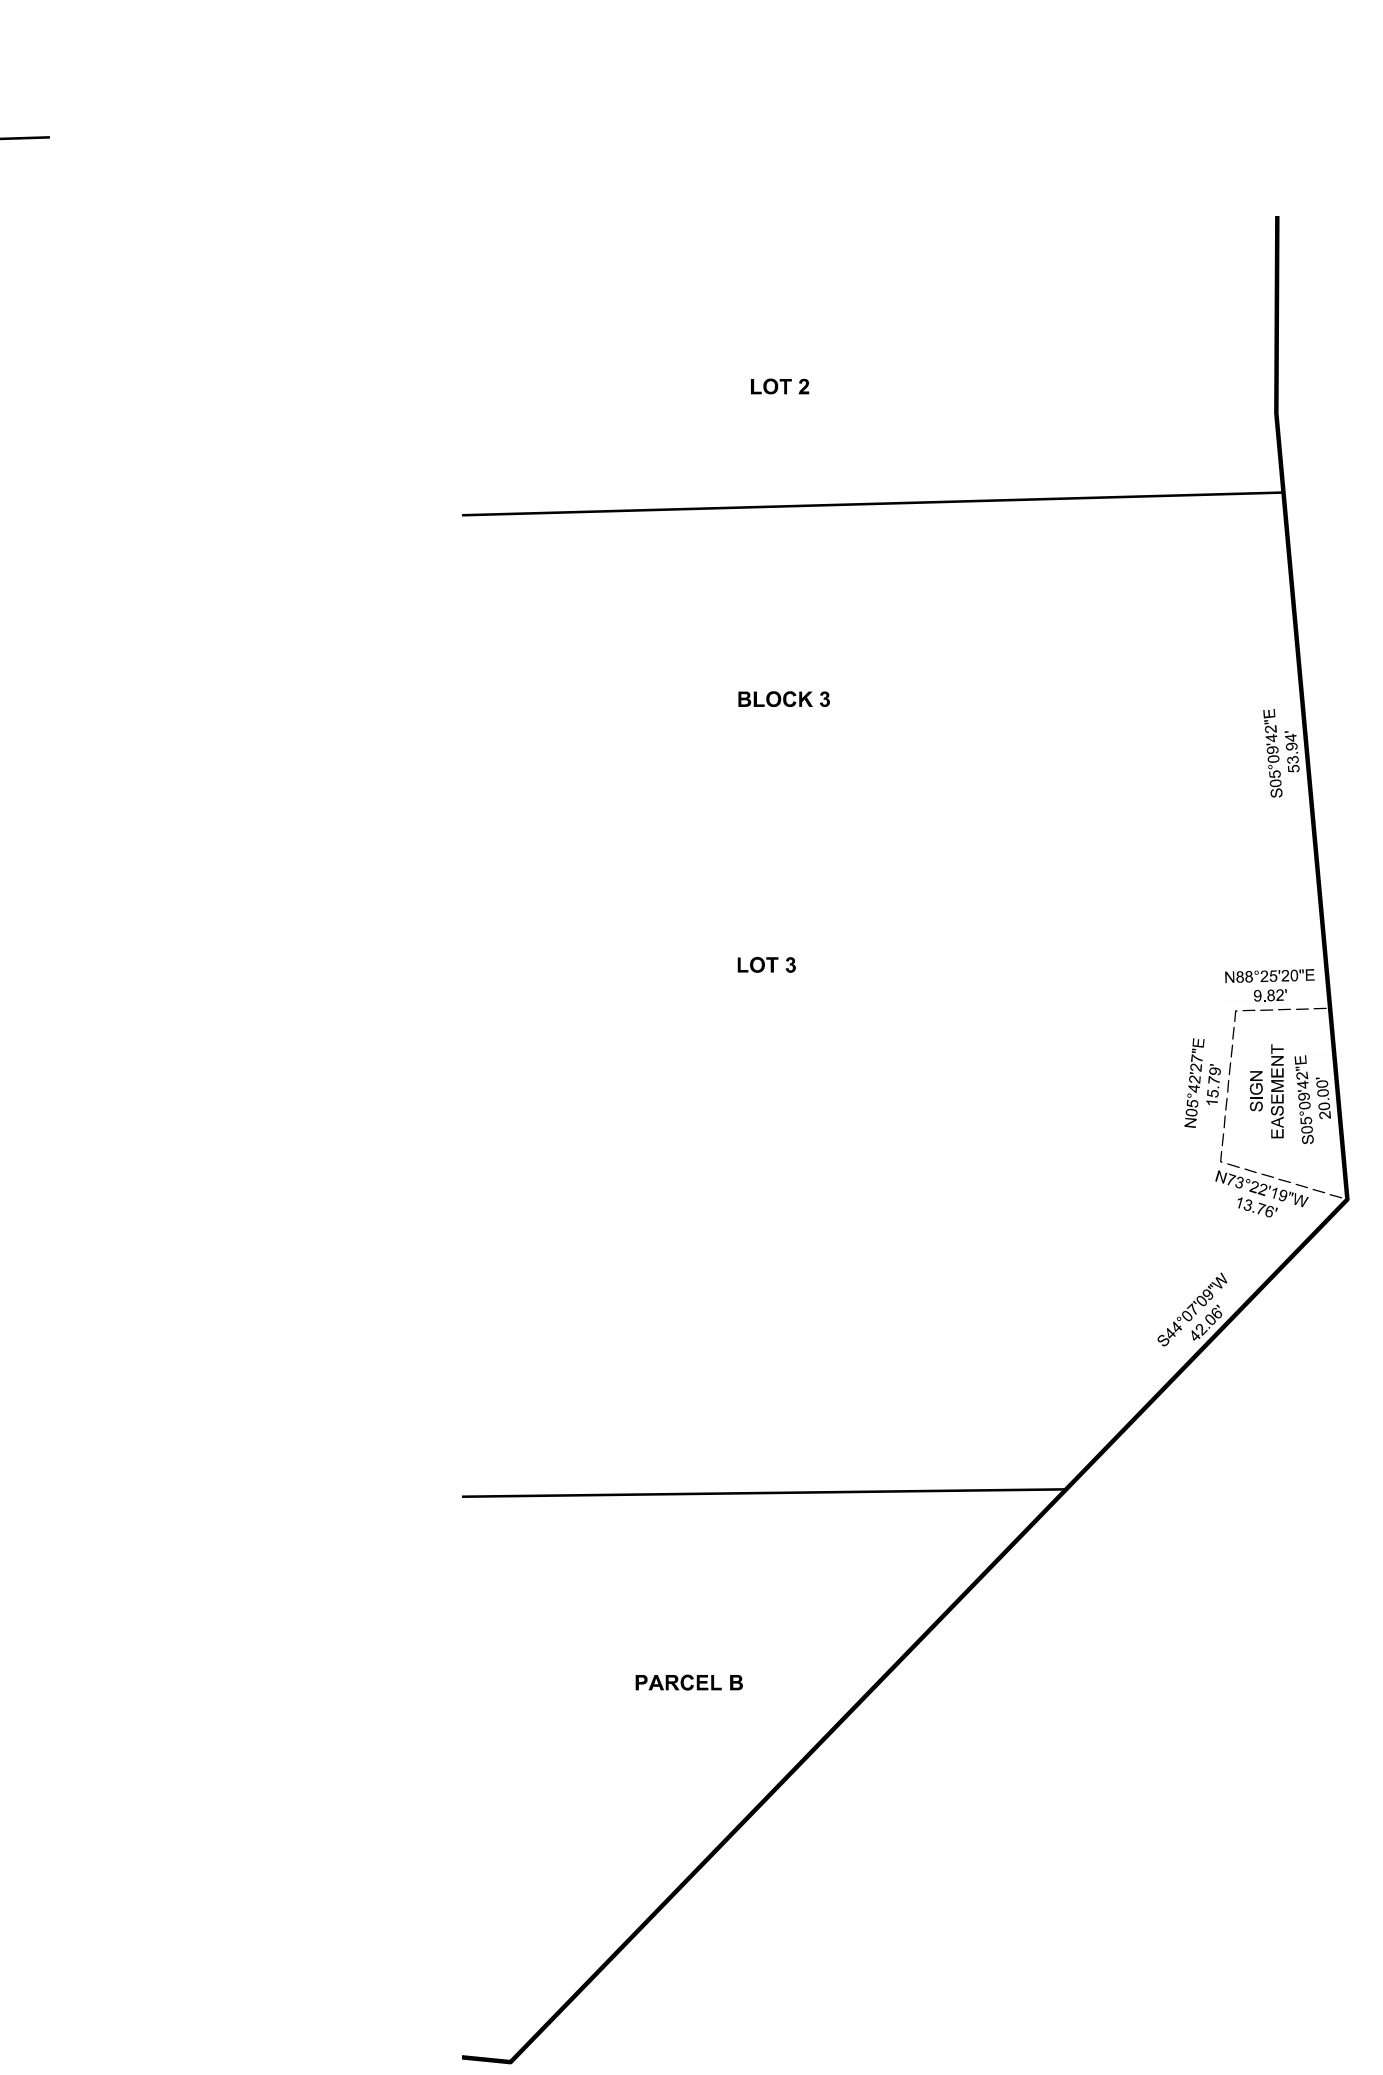 LOT 2
BLOCK 3
S05°09'42"E
53.94'
LOT 3
N88°25'20"E
9.82'
N05°42'27"E
15.79'
SIGN
EASEMENT
S05°09'42"E
20.00'
N73°22'19"W
13.76'
S44°07'09"W
42.06'
PARCEL B